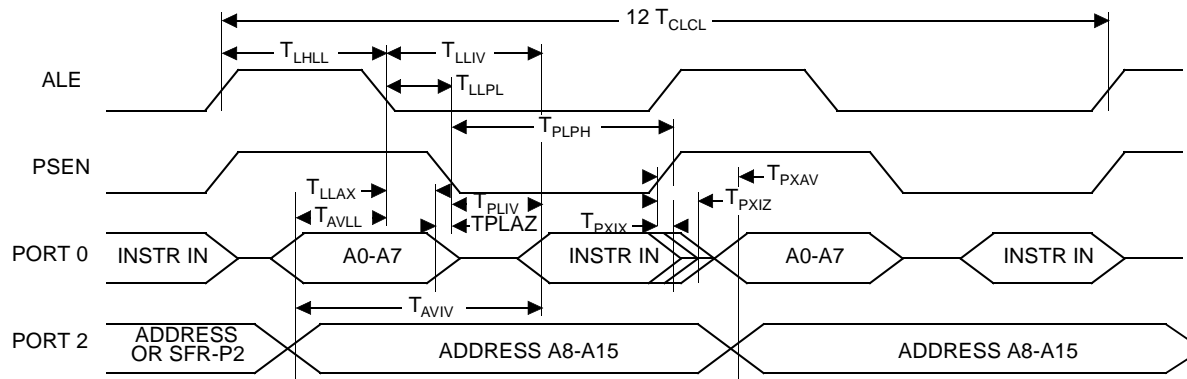 12 TCLCL
TLHLL
TLLIV
ALE
TLLPL
TPLPH
PSEN
TPXAV
TLLAX
TPXIZ
TAVLL
TPLIV
TPLAZ
TPXIX
PORT 0
INSTR IN
A0-A7
INSTR IN
A0-A7
INSTR IN
TAVIV
PORT 2
ADDRESS
OR SFR-P2
ADDRESS A8-A15
ADDRESS A8-A15